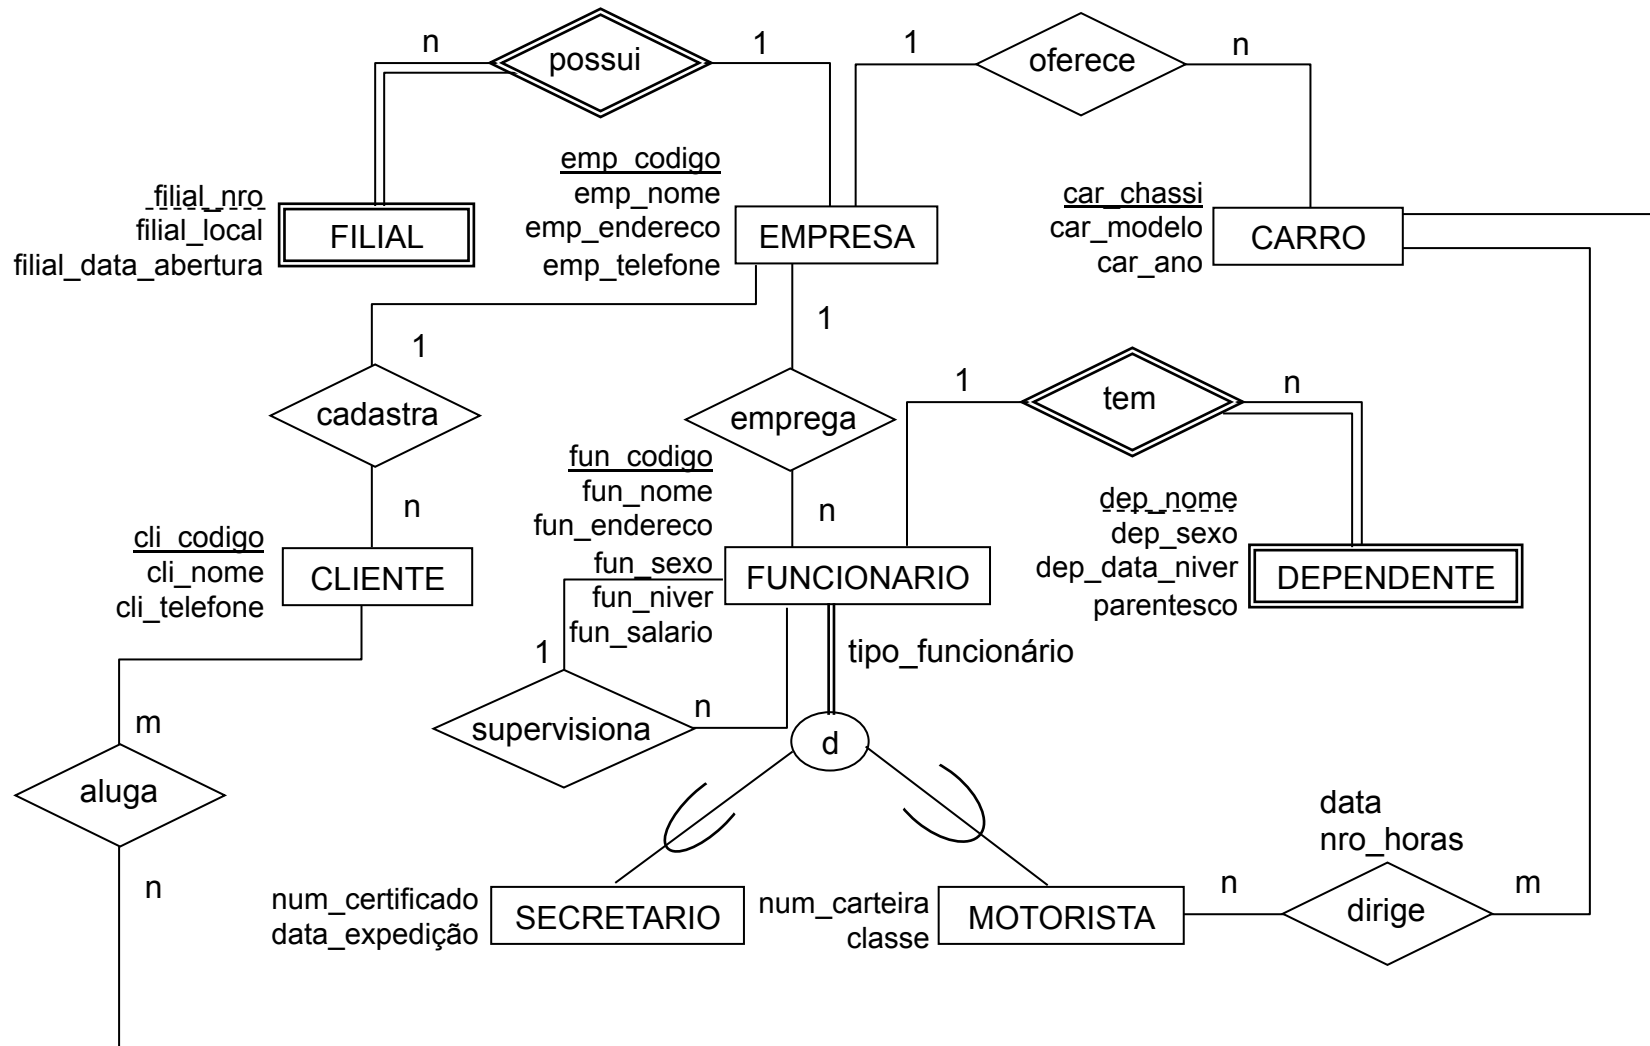 n
possui
1
1
oferece
n
filial_nro
filial_local
filial_data_abertura
FILIAL
emp_codigo
emp_nome
emp_endereco
emp_telefone
EMPRESA
car_chassi
car_modelo
car_ano
CARRO
1
cadastra
n
1
emprega
n
1
tem
n
cli_codigo
cli_nome
cli_telefone
CLIENTE
fun_codigo
fun_nome
fun_endereco
fun_sexo
fun_niver
fun_salario
FUNCIONARIO
dep_nome
dep_sexo
dep_data_niver
parentesco
DEPENDENTE
1
supervisiona
n
tipo_funcionário
d
m
aluga
n
num_certificado
data_expedição
SECRETARIO
num_carteira
classe
MOTORISTA
n
data
nro_horas
dirige
m